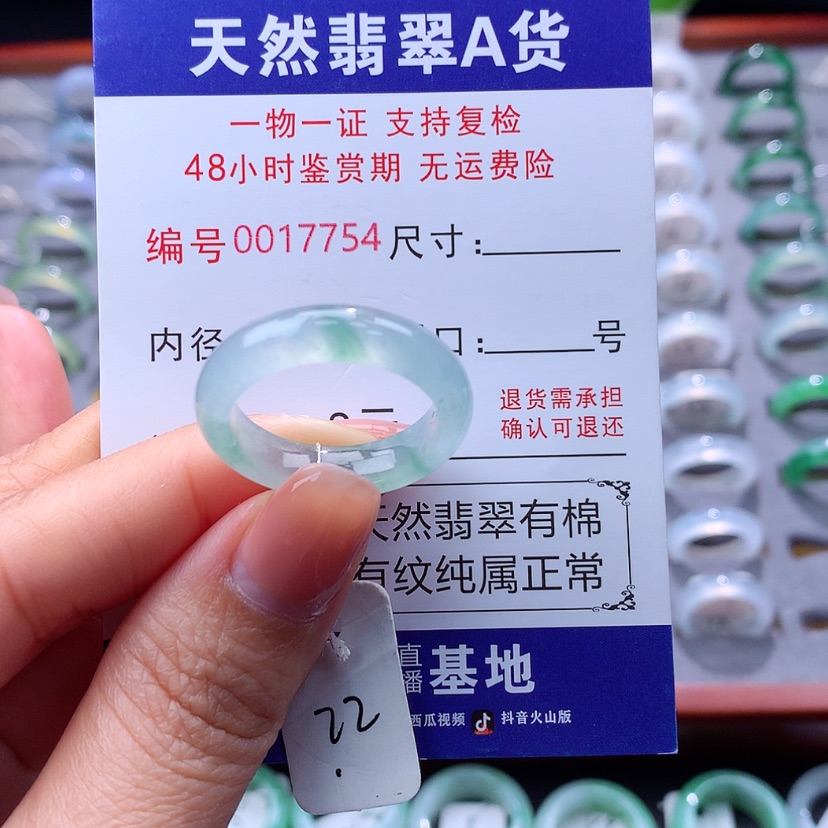 天然翡翠A货
一物一证 支持复检
48小时鉴赏期 无运费险
编号0017754 尺寸:
内径 口: 号
退货需承担
确认可退还
天然翡翠有棉
有纹纯属正常
直播基地
西瓜视频 抖音火山版
22